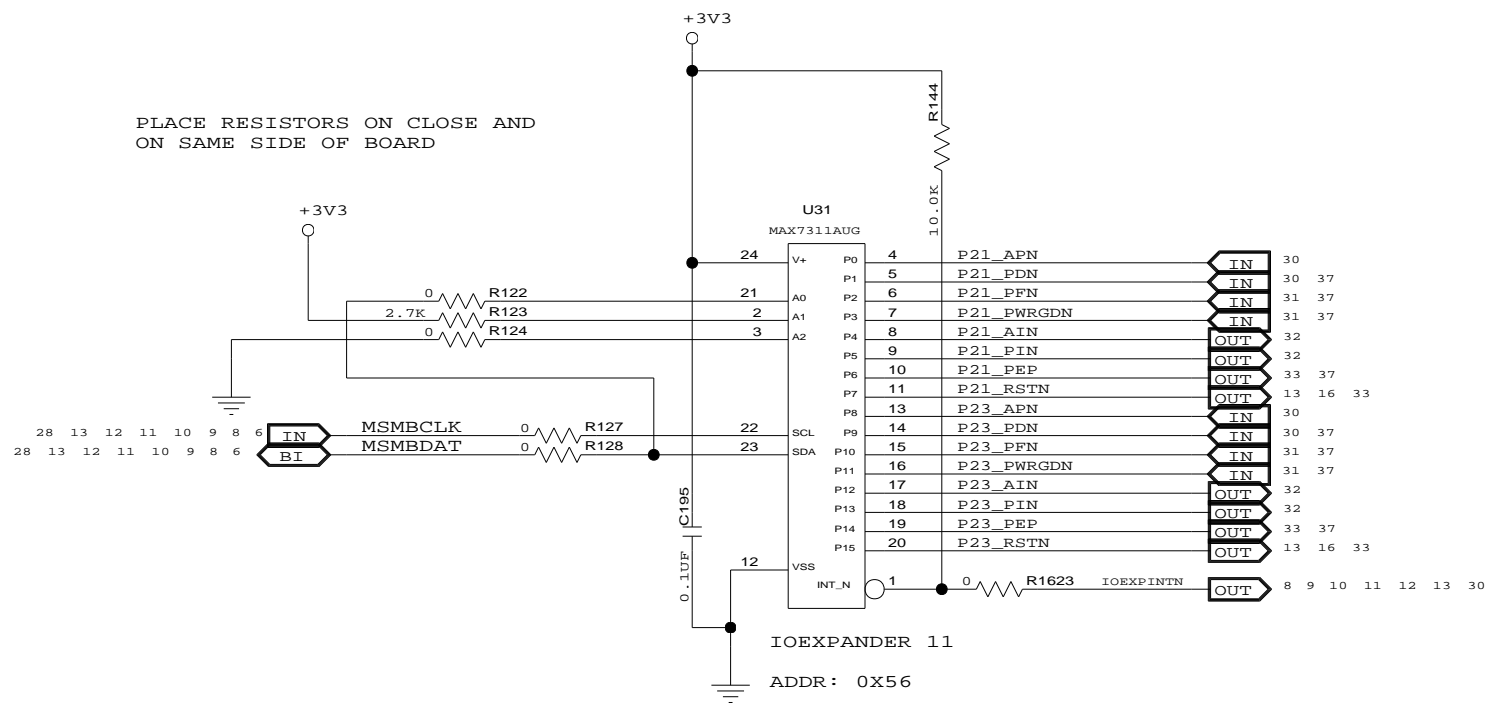 +3V3
PLACE RESISTORS ON CLOSE AND
ON SAME SIDE OF BOARD
R144
10.0K
+3V3
U31
MAX7311AUG
24 V+ P0 4 P21_APN IN 30
P1 5 P21_PDN IN 30 37
0 R122 21 A0 P2 6 P21_PFN IN 31 37
2.7K R123 2 A1 P3 7 P21_PWRGDN IN 31 37
0 R124 3 A2 P4 8 P21_AIN OUT 32
P5 9 P21_PIN OUT 32
P6 10 P21_PEP OUT 33 37
P7 11 P21_RSTN OUT 13 16 33
P8 13 P23_APN IN 30
28 13 12 11 10 9 8 6 IN MSMBCLK 0 R127 22 SCL P9 14 P23_PDN IN 30 37
28 13 12 11 10 9 8 6 BI MSMBDAT 0 R128 23 SDA P10 15 P23_PFN IN 31 37
P11 16 P23_PWRGDN IN 31 37
P12 17 P23_AIN OUT 32
P13 18 P23_PIN OUT 32
C195 P14 19 P23_PEP OUT 33 37
P15 20 P23_RSTN OUT 13 16 33
0.1UF 12 VSS
INT_N 1 0 R1623 IOEXPINTN OUT 8 9 10 11 12 13 30
IOEXPANDER 11
ADDR: 0X56